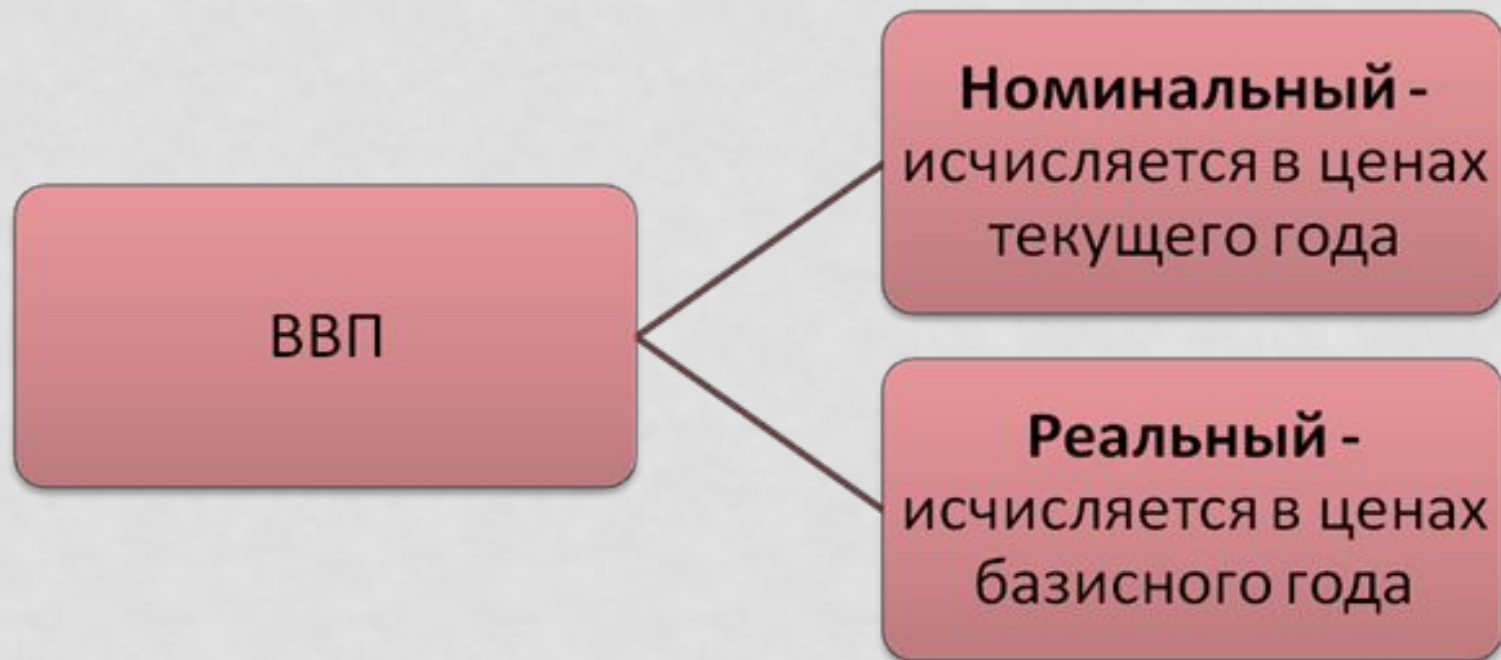 ВВП
Номинальный -
исчисляется в ценах
текущего года
Реальный -
исчисляется в ценах
базисного года